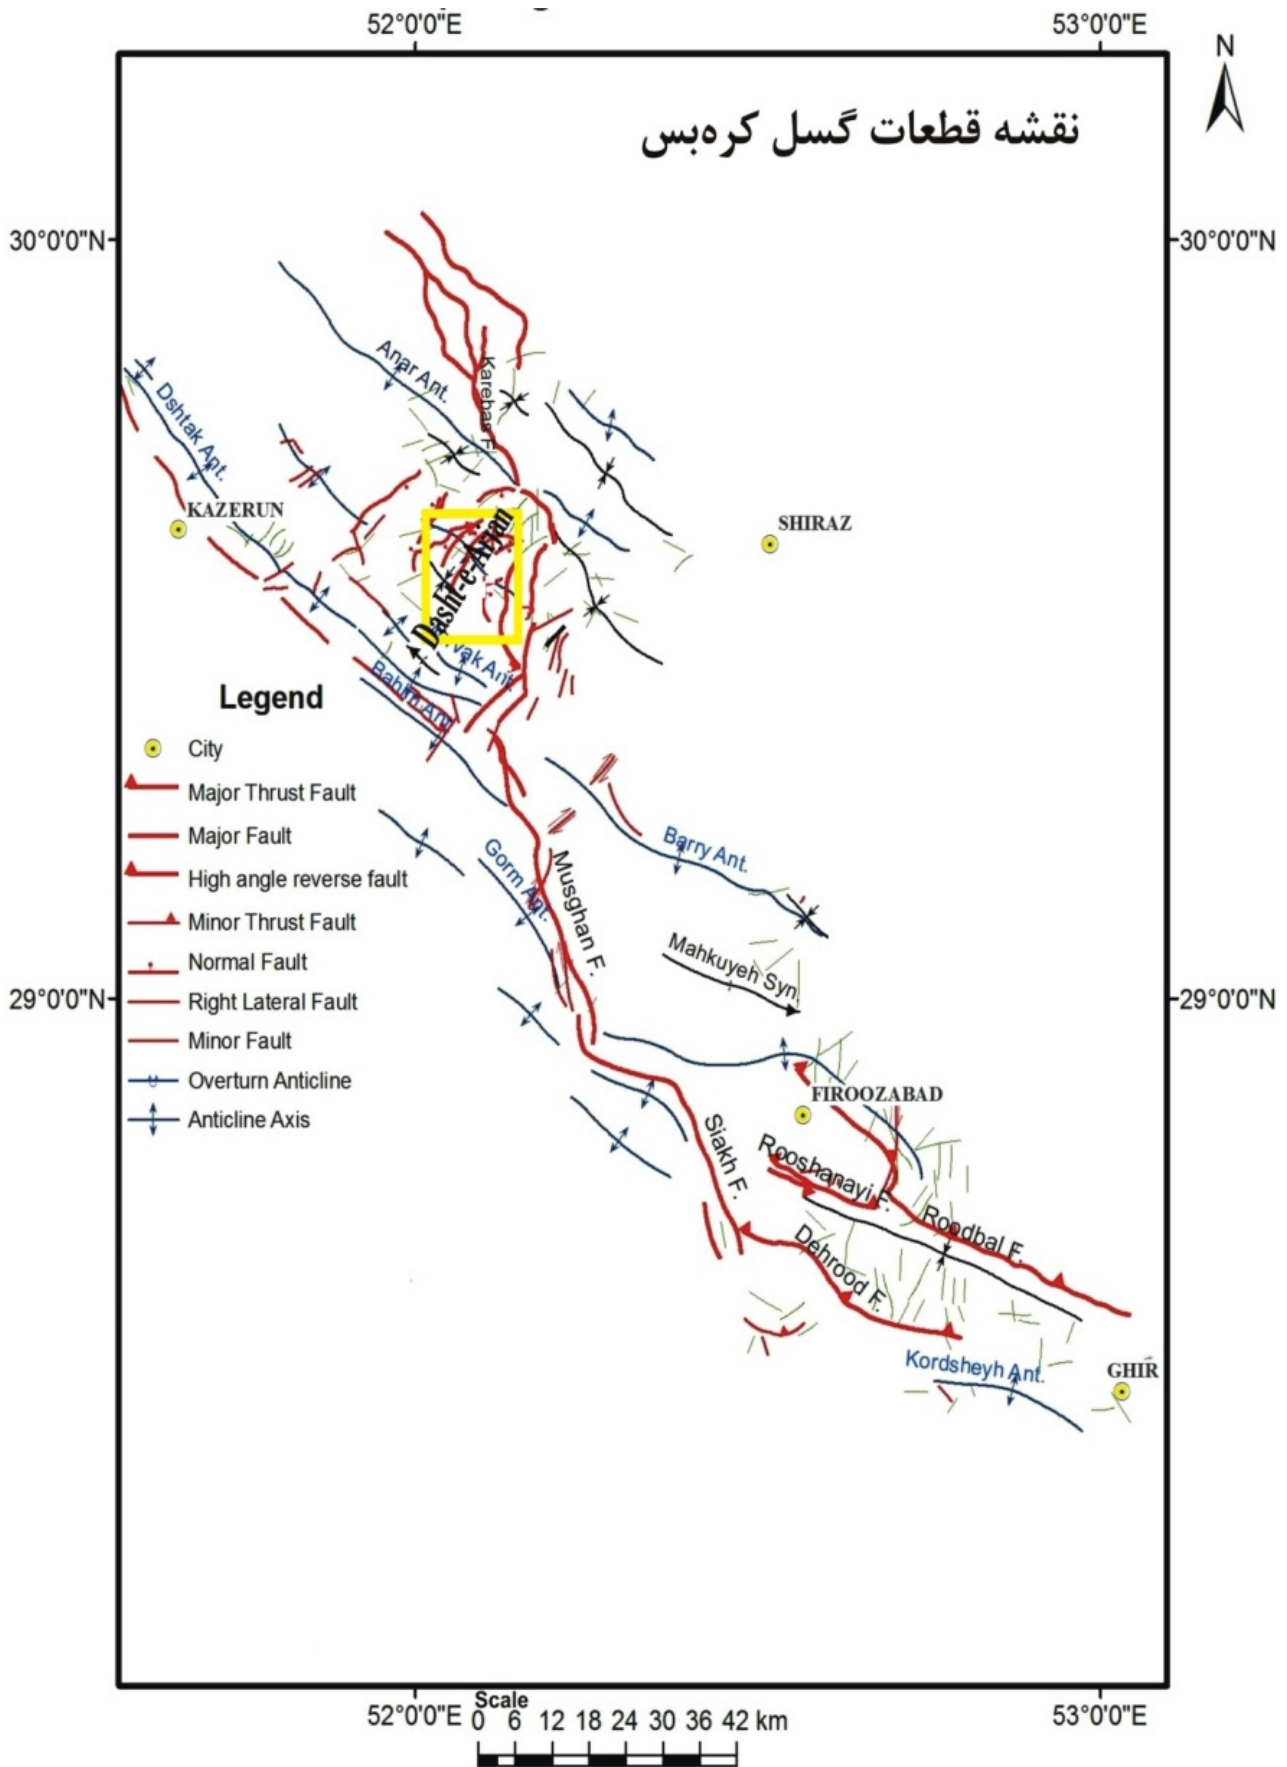 52°0'0"E
53°0'0"E
N
نقشه قطعات گسل کره‌بس
30°0'0"N
30°0'0"N
Anar Ant.
Karebas F.
Dshtak Ant.
KAZERUN
SHIRAZ
Dasht-e-Arjan
Ant.
Legend
City
Major Thrust Fault
Major Fault
High angle reverse fault
Minor Thrust Fault
Normal Fault
Right Lateral Fault
Minor Fault
Overturn Anticline
Anticline Axis
Barry Ant.
Gorm Ant.
Musghan F.
Mahkuyeh Syn.
29°0'0"N
29°0'0"N
FIROOZABAD
Siakh F.
Rooshanayi F.
Roodbal F.
Dehrood F.
Kordsheyh Ant.
GHIR
52°0'0"E
53°0'0"E
Scale
0 6 12 18 24 30 36 42 km